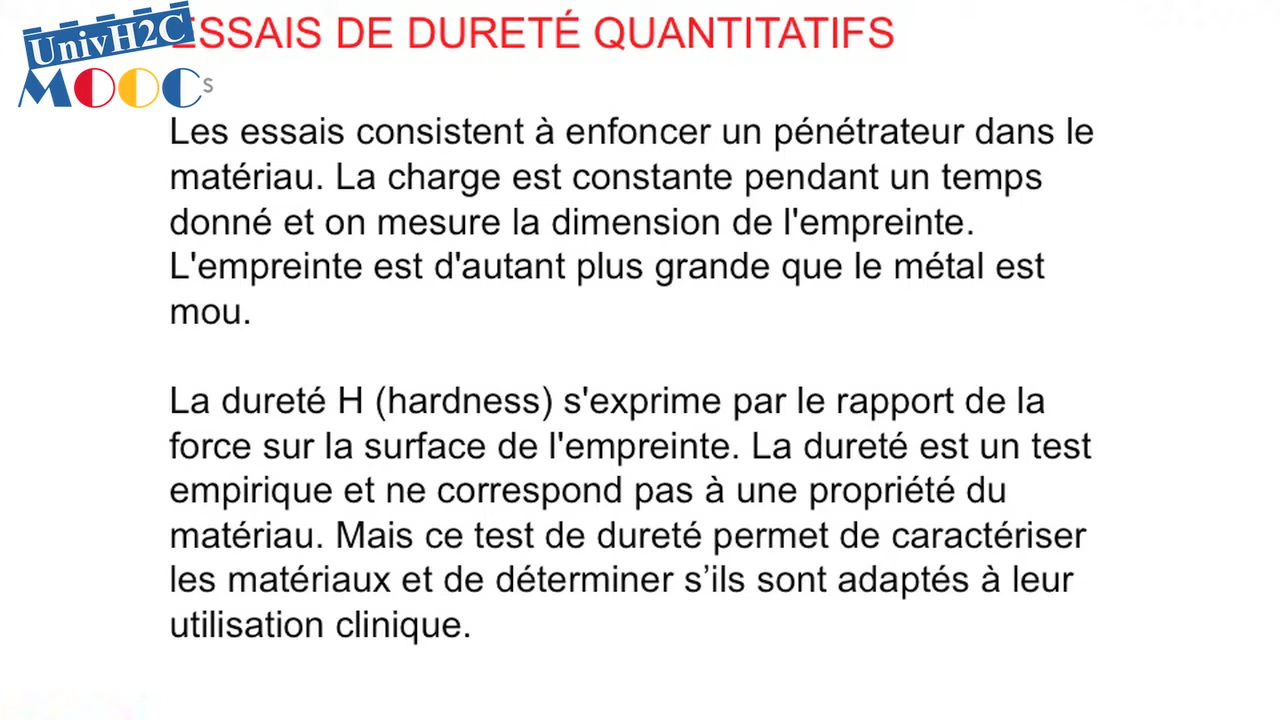 UnivH2C
MOOCs
ESSAIS DE DURETÉ QUANTITATIFS
Les essais consistent à enfoncer un pénétrateur dans le
matériau. La charge est constante pendant un temps
donné et on mesure la dimension de l'empreinte.
L'empreinte est d'autant plus grande que le métal est
mou.
La dureté H (hardness) s'exprime par le rapport de la
force sur la surface de l'empreinte. La dureté est un test
empirique et ne correspond pas à une propriété du
matériau. Mais ce test de dureté permet de caractériser
les matériaux et de déterminer s’ils sont adaptés à leur
utilisation clinique.